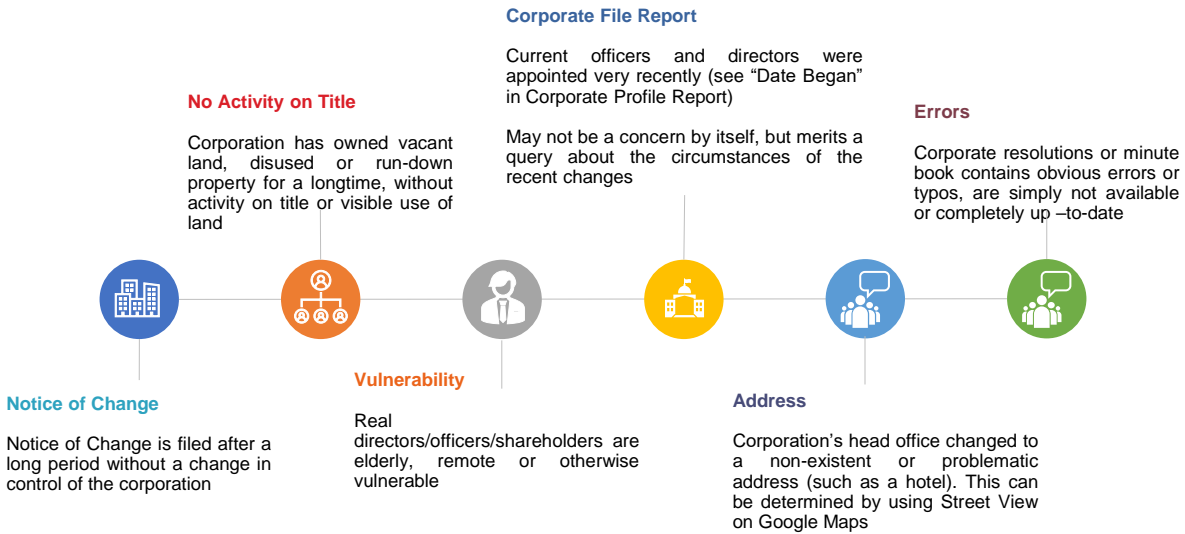 Corporate File Report
Current officers and directors were
appointed very recently (see “Date Began”
in Corporate Profile Report)
May not be a concern by itself, but merits a
query about the circumstances of the
recent changes
No Activity on Title
Corporation has owned vacant
land, disused or run-down
property for a longtime, without
activity on title or visible use of
land
Errors
Corporate resolutions or minute
book contains obvious errors or
typos, are simply not available
or completely up –to-date
Notice of Change
Notice of Change is filed after a
long period without a change in
control of the corporation
Vulnerability
Real
directors/officers/shareholders are
elderly, remote or otherwise
vulnerable
Address
Corporation’s head office changed to
a non-existent or problematic
address (such as a hotel). This can
be determined by using Street View
on Google Maps